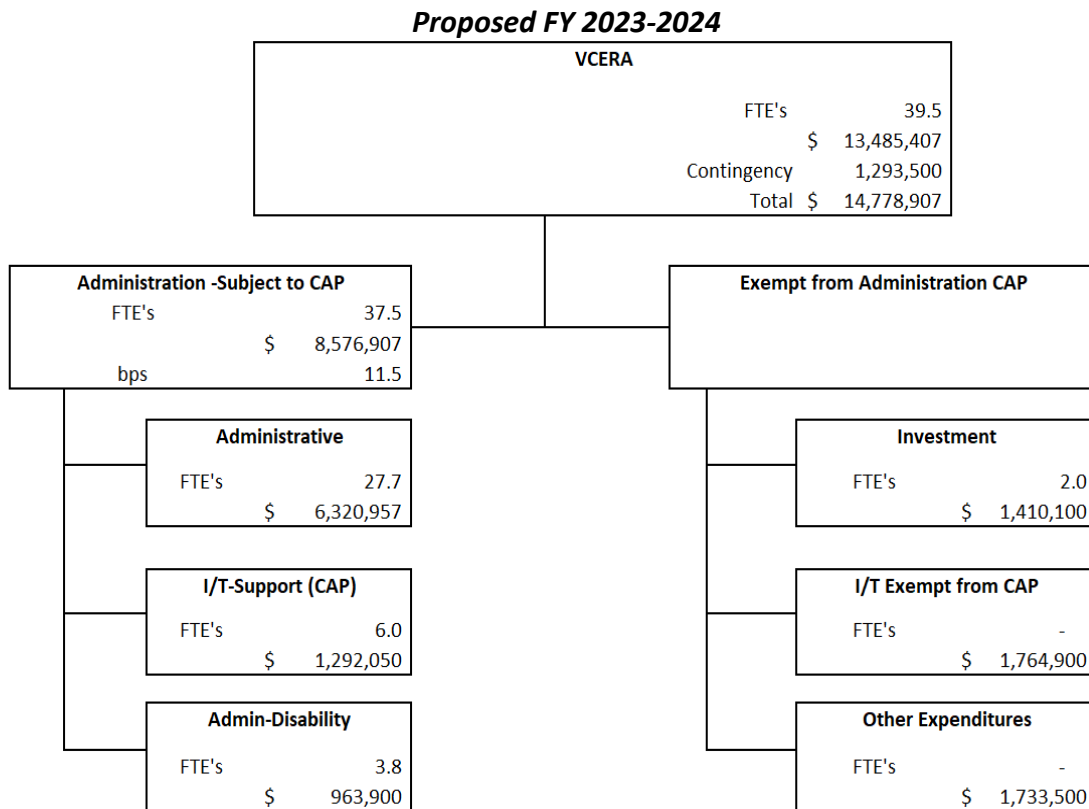 Proposed FY 2023-2024
VCERA
FTE's 39.5
$ 13,485,407
Contingency 1,293,500
Total $ 14,778,907
Administration -Subject to CAP
FTE's 37.5
$ 8,576,907
bps 11.5
Exempt from Administration CAP
Administrative
FTE's 27.7
$ 6,320,957
Investment
FTE's 2.0
$ 1,410,100
I/T-Support (CAP)
FTE's 6.0
$ 1,292,050
I/T Exempt from CAP
FTE's -
$ 1,764,900
Admin-Disability
FTE's 3.8
$ 963,900
Other Expenditures
FTE's -
$ 1,733,500